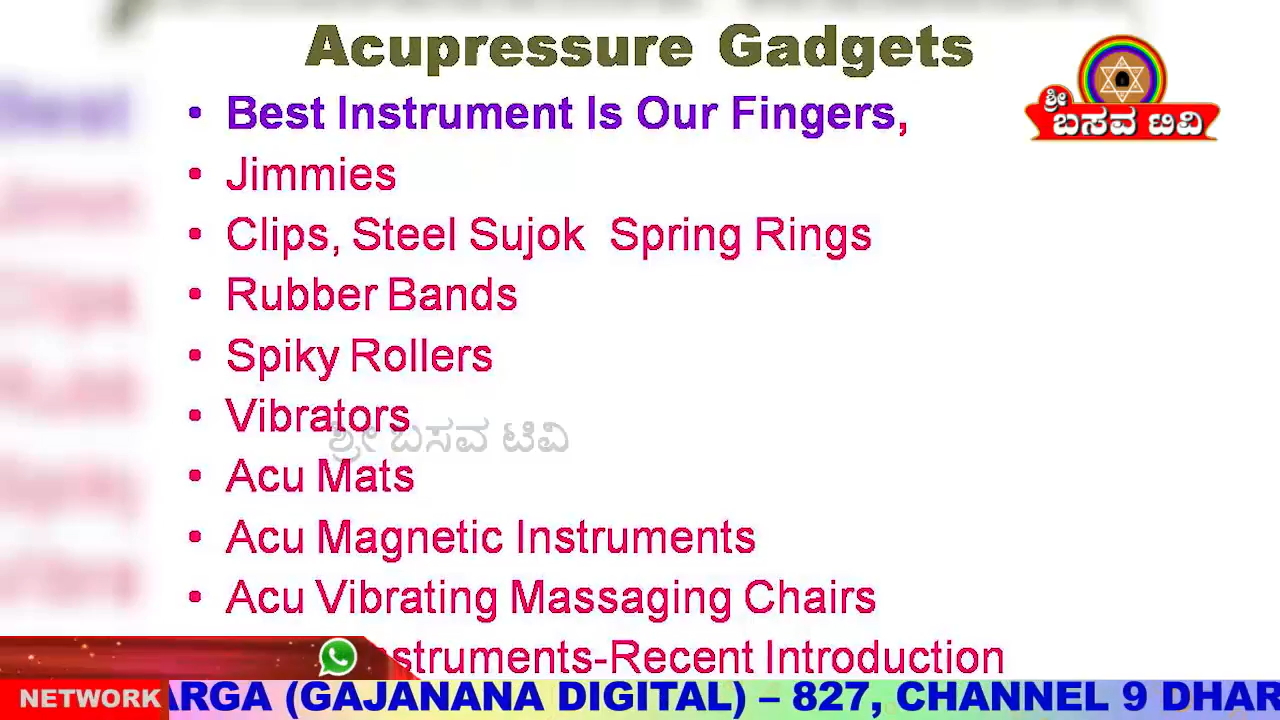 Acupressure Gadgets
• Best Instrument Is Our Fingers,
• Jimmies
• Clips, Steel Sujok Spring Rings
• Rubber Bands
• Spiky Rollers
• Vibrators
• Acu Mats
• Acu Magnetic Instruments
• Acu Vibrating Massaging Chairs
nstruments-Recent Introduction
ಶ್ರೀ
ಬಸವ ಟಿವಿ
ಶ್ರೀ ಬಸವ ಟಿವಿ
NETWORK ARGA (GAJANANA DIGITAL) – 827, CHANNEL 9 DHAR